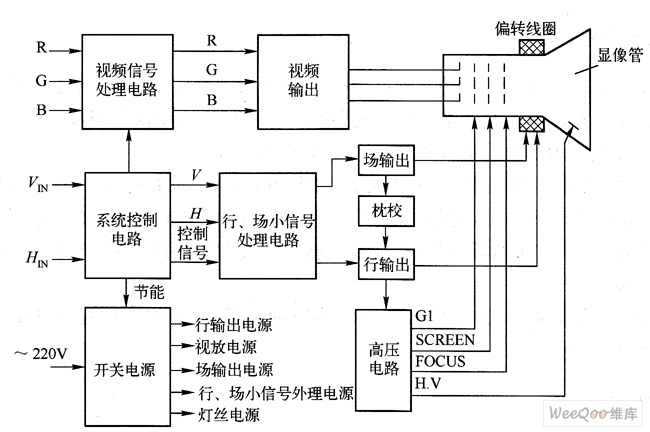 偏转线圈
显像管
R
G
B
视频信号
处理电路
R
G
B
视频
输出
V IN
H IN
系统控制
电路
V
H
控制
信号
行、场小信号
处理电路
场输出
枕校
行输出
节能
～220V
开关电源
行输出电源
视放电源
场输出电源
行、场小信号外理电源
灯丝电源
高压
电路
G1
SCREEN
FOCUS
H.V
WeeQoo维库